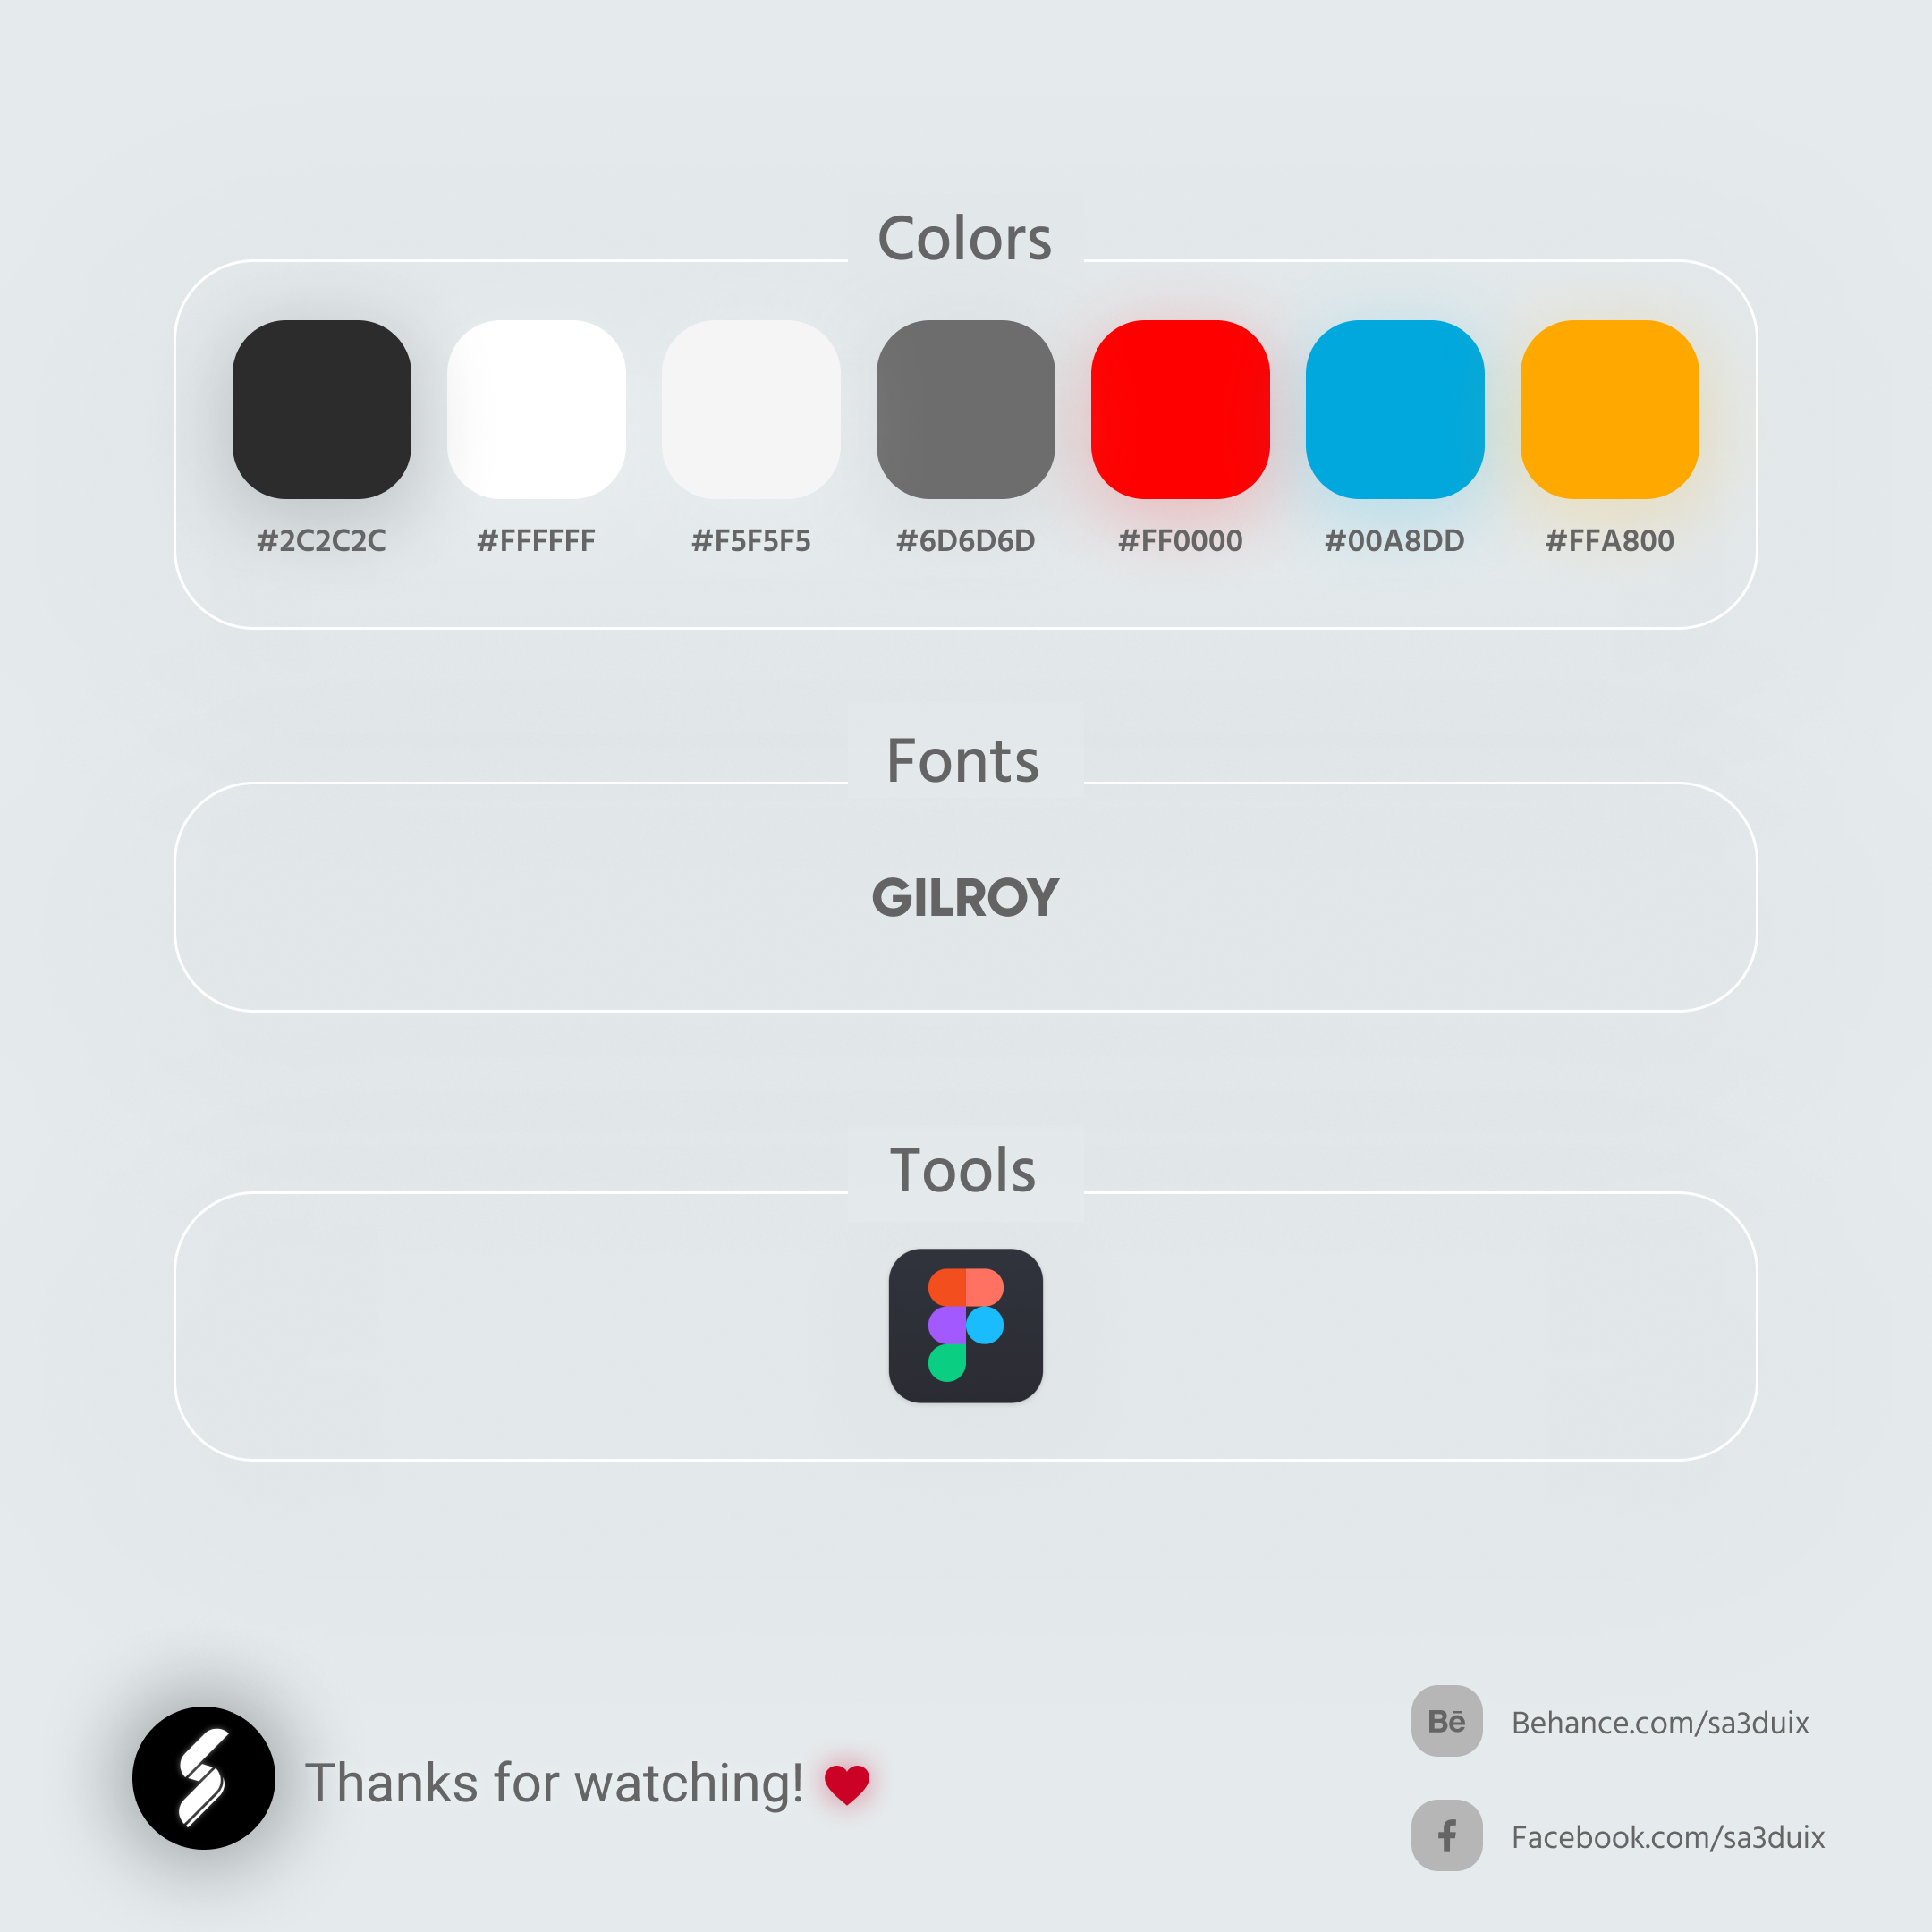 Colors
#2C2C2C #FFFFFF #F5F5F5 #6D6D6D #FF0000 #00A8DD #FFA800
Fonts
GILROY
Tools
Thanks for watching!
Bē Behance.com/sa3duix
Facebook.com/sa3duix